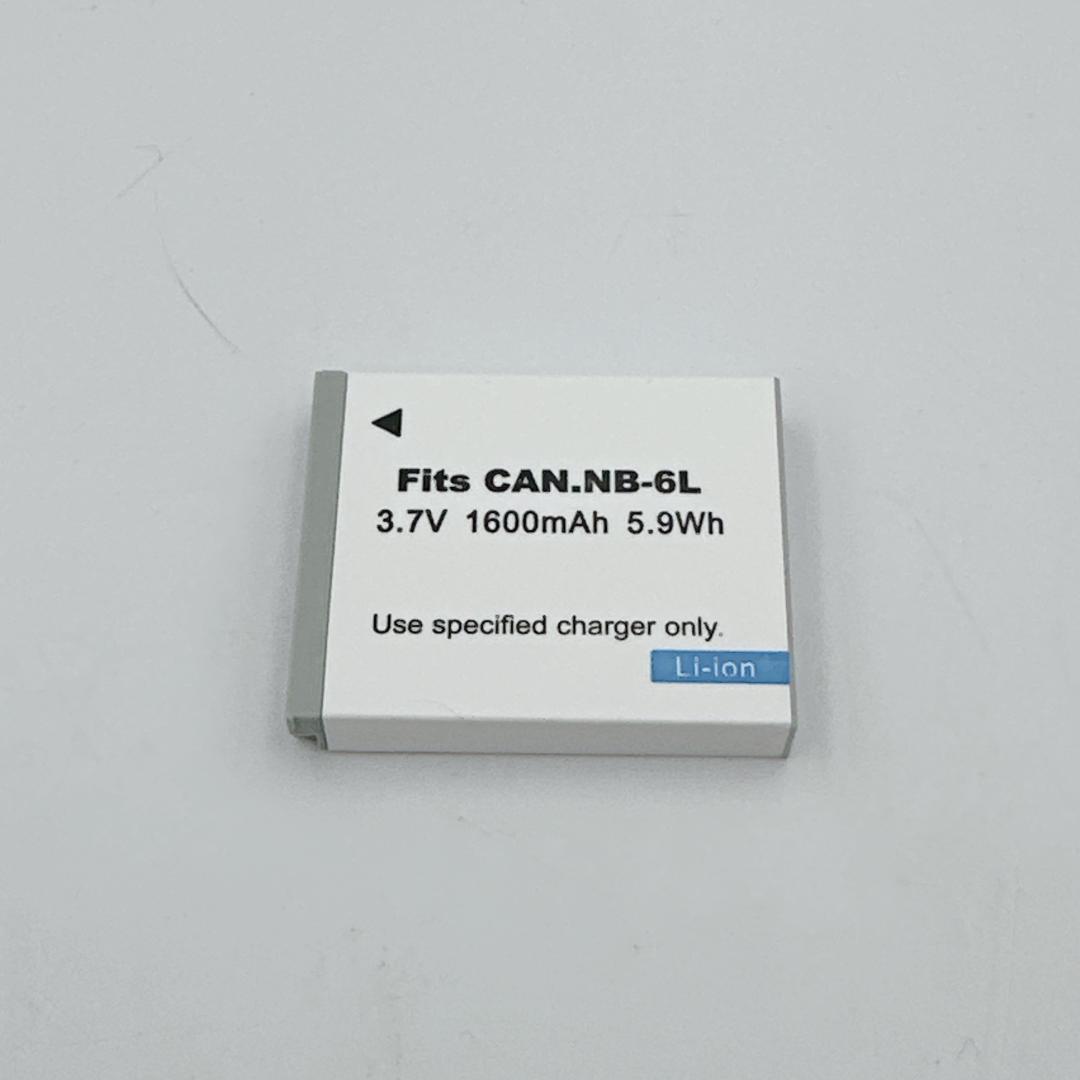 Fits CAN.NB-6L
3.7V 1600mAh 5.9Wh
Use specified charger only.
Li-ion